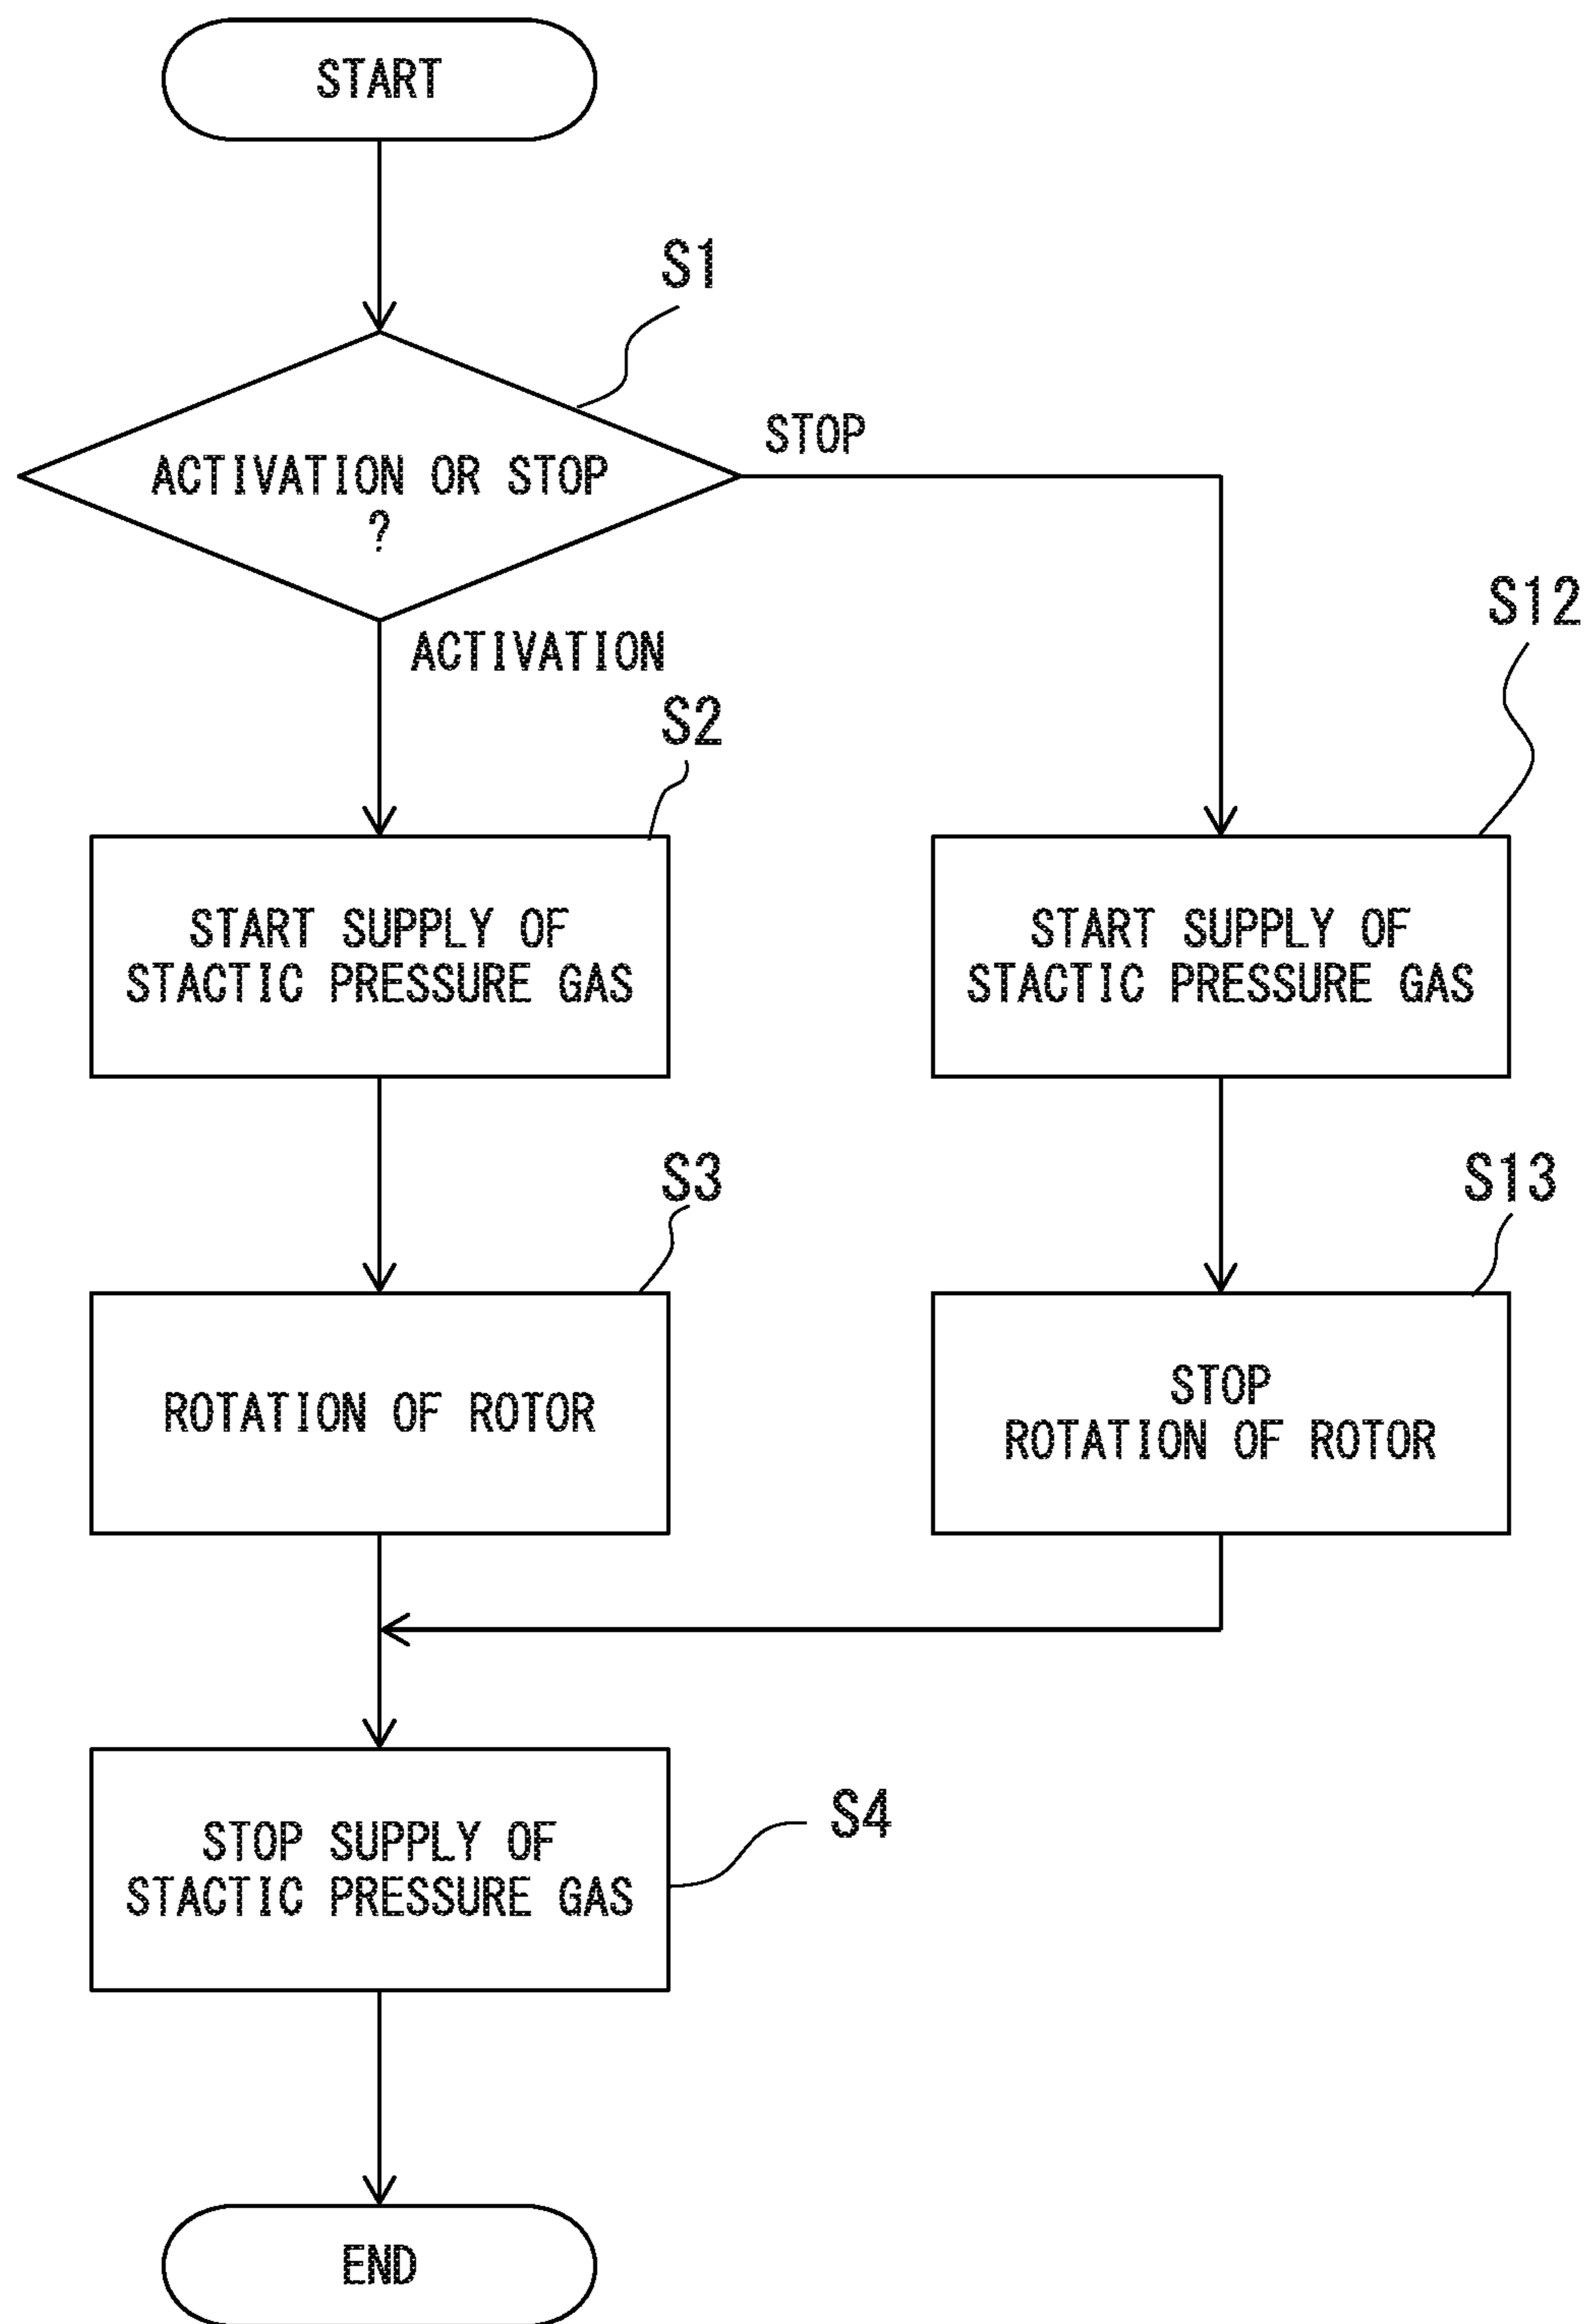 START
S1
ACTIVATION OR STOP
?
STOP
ACTIVATION
S2
S12
START SUPPLY OF
STACTIC PRESSURE GAS
START SUPPLY OF
STACTIC PRESSURE GAS
S3
S13
ROTATION OF ROTOR
STOP
ROTATION OF ROTOR
S4
STOP SUPPLY OF
STACTIC PRESSURE GAS
END